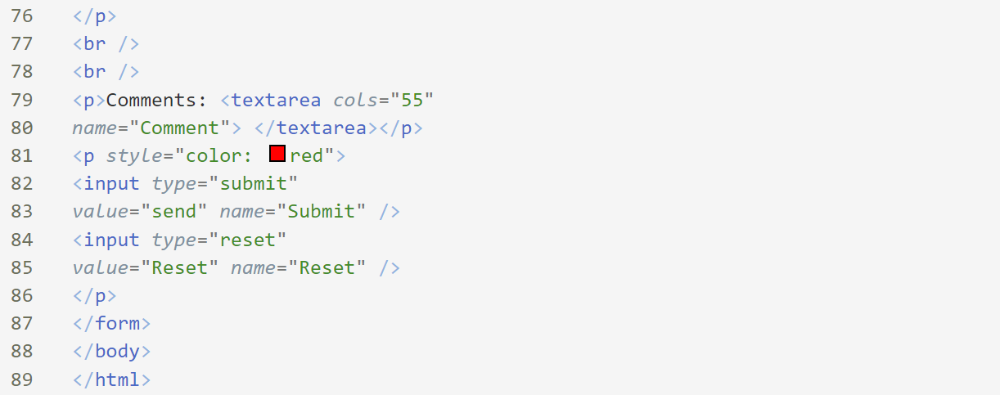 76 </p>
77 <br />
78 <br />
79 <p>Comments: <textarea cols="55"
80 name="Comment"> </textarea></p>
81 <p style="color: red">
82 <input type="submit"
83 value="send" name="Submit" />
84 <input type="reset"
85 value="Reset" name="Reset" />
86 </p>
87 </form>
88 </body>
89 </html>